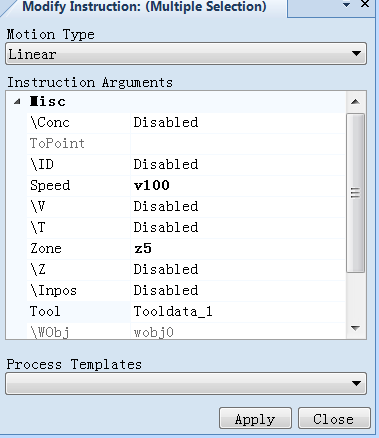 Modify Instruction: (Multiple Selection)
Motion Type
Linear
Instruction Arguments
Misc
\Conc Disabled
ToPoint
\ID Disabled
Speed v100
\V Disabled
\T Disabled
Zone z5
\Z Disabled
\Inpos Disabled
Tool Tooldata_1
\WObj wobj0
Process Templates
Apply Close